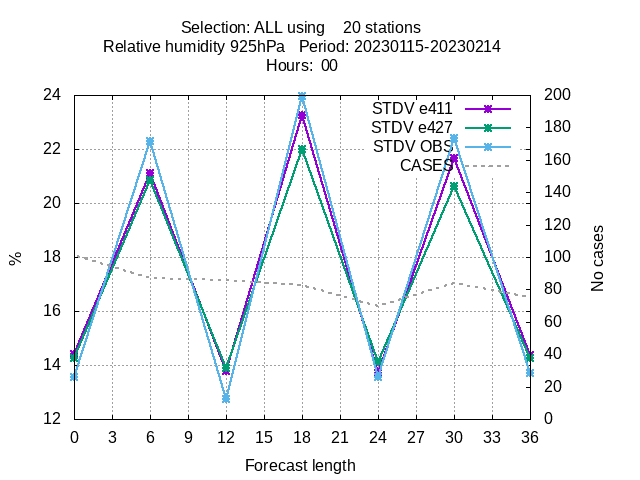 Selection: ALL using 20 stations
Relative humidity 925hPa Period: 20230115-20230214
Hours: 00
STDV e411
STDV e427
STDV OBS
CASES
24
22
20
18
16
14
12
200
180
160
140
120
100
80
60
40
20
0
%
No cases
0 3 6 9 12 15 18 21 24 27 30 33 36
Forecast length